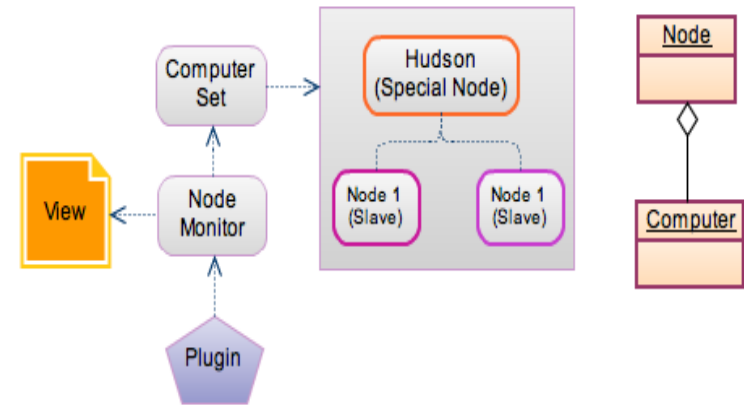 Computer
Set
Hudson
(Special Node)
Node
View
Node
Monitor
Node 1
(Slave)
Node 1
(Slave)
Computer
Plugin